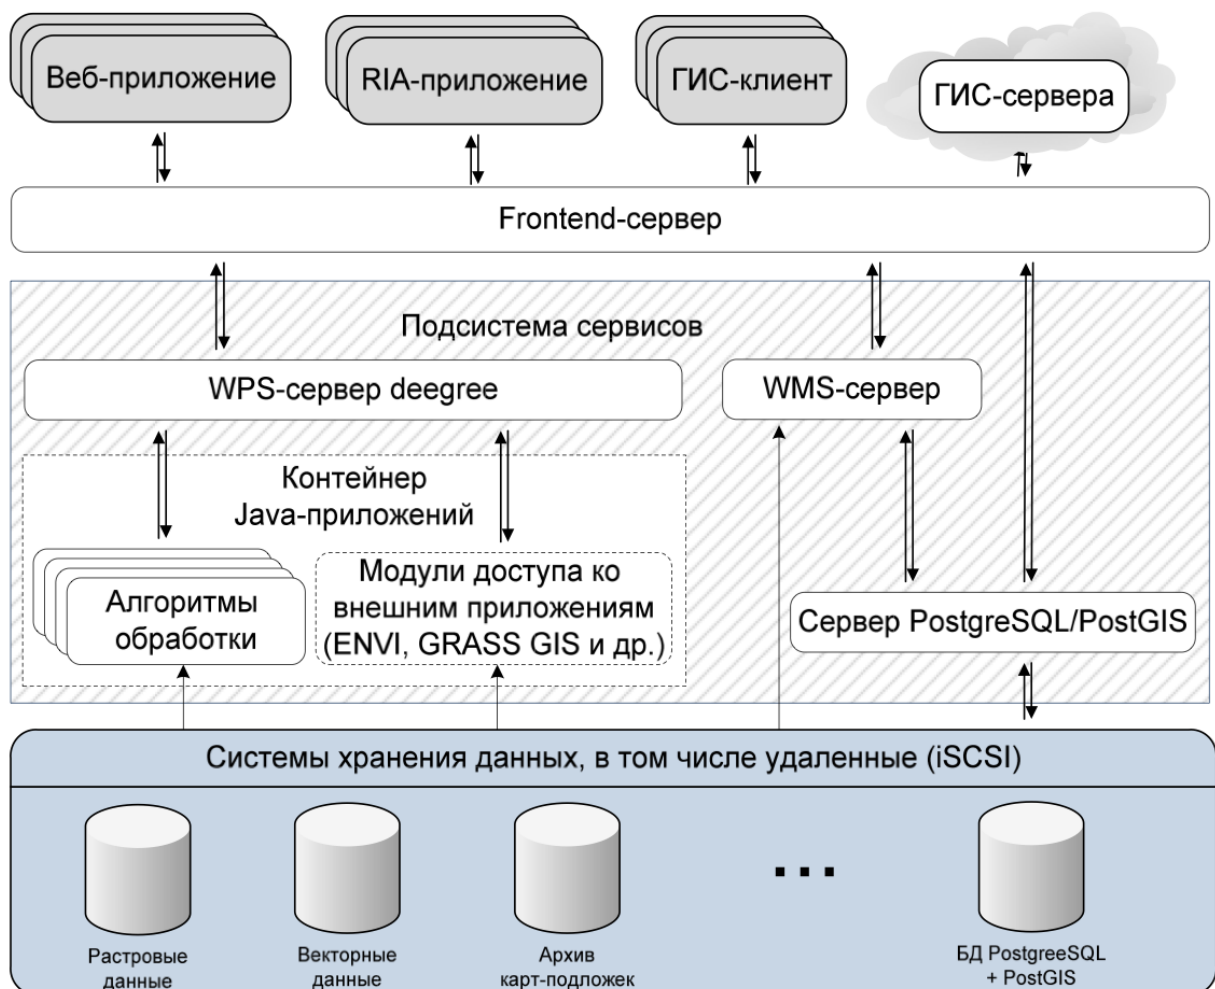 Веб-приложение
RIA-приложение
ГИС-клиент
ГИС-сервера
Frontend-сервер
Подсистема сервисов
WPS-сервер deegree
WMS-сервер
Контейнер
Java-приложений
Алгоритмы
обработки
Модули доступа ко
внешним приложениям
(ENVI, GRASS GIS и др.)
Сервер PostgreSQL/PostGIS
Системы хранения данных, в том числе удаленные (iSCSI)
Растровые
данные
Векторные
данные
Архив
карт-подложек
...
БД PostgreeSQL
+ PostGIS